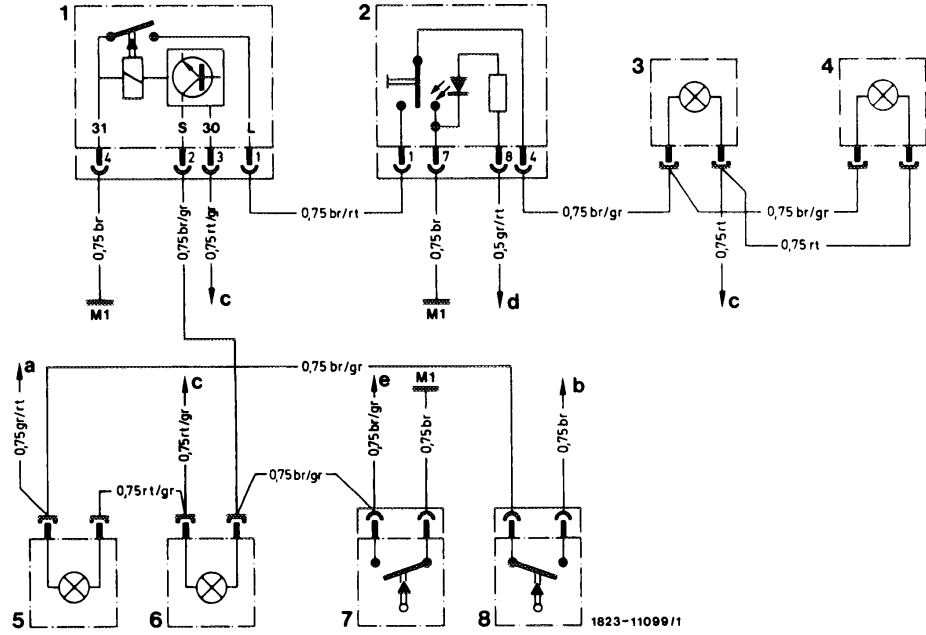 1
31 S 30 L
4 2 3 1
2
1 7 8 4
3
4
0,75 br
0,75 br/gr
0,75 rt/gr
0,75 br/rt
0,75 br
0,5 gr/rt
0,75 br/gr
0,75 rt
0,75 br/gr
0,75 rt
M1
c
M1
d
c
a
0,75 br/gr
c
e
M1
b
0,75 gr/rt
0,75 rt/gr
0,75 rt/gr
0,75 br/gr
0,75 br/gr
0,75 br
0,75 br
5
6
7
8
1823-11099/1